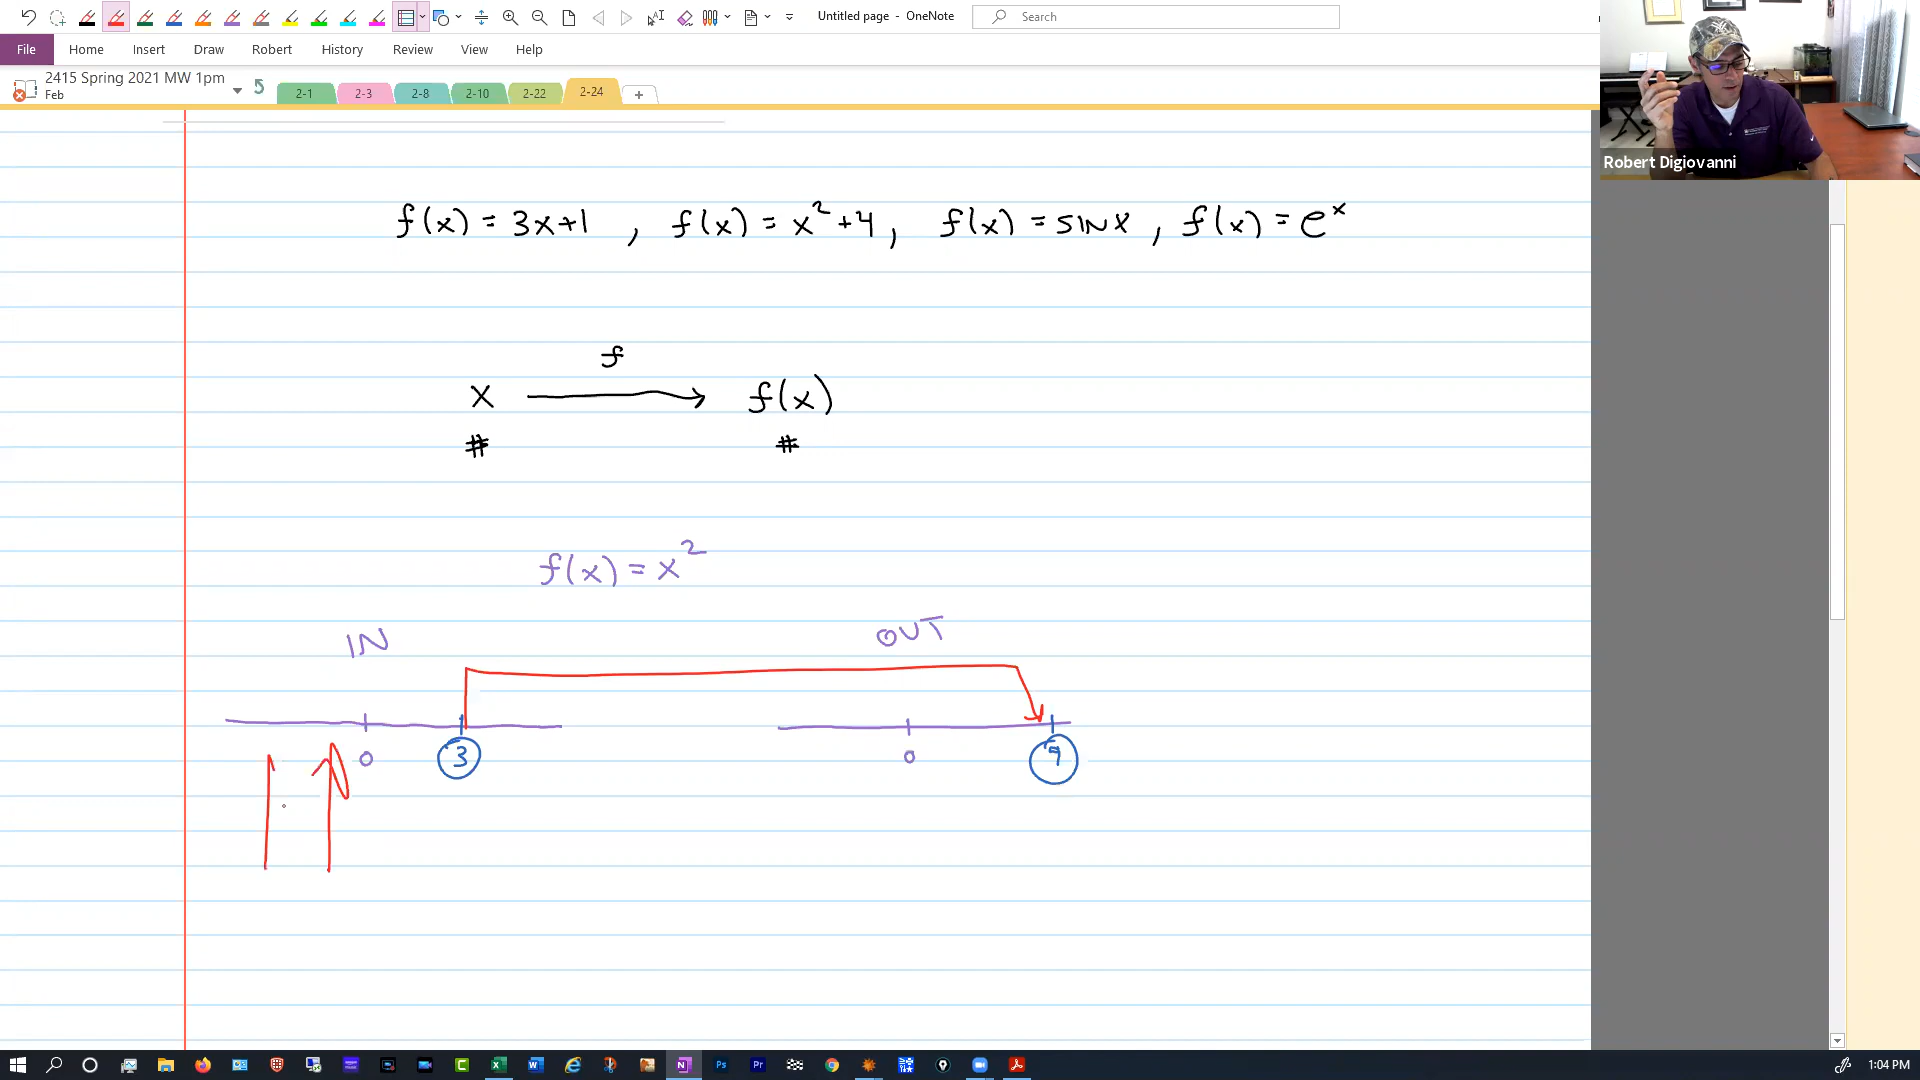 Untitled page - OneNote
Search
File Home Insert Draw Robert History Review View Help
2415 Spring 2021 MW 1pm
Feb
2-1 2-3 2-8 2-10 2-22 2-24 +
Robert Digiovanni
f(x) = 3x+1 , f(x) = x²+4 , f(x) = SINX , f(x) = eˣ
f
x → f(x)
# #
f(x) = x²
IN OUT
0 3 0 9
1:04 PM